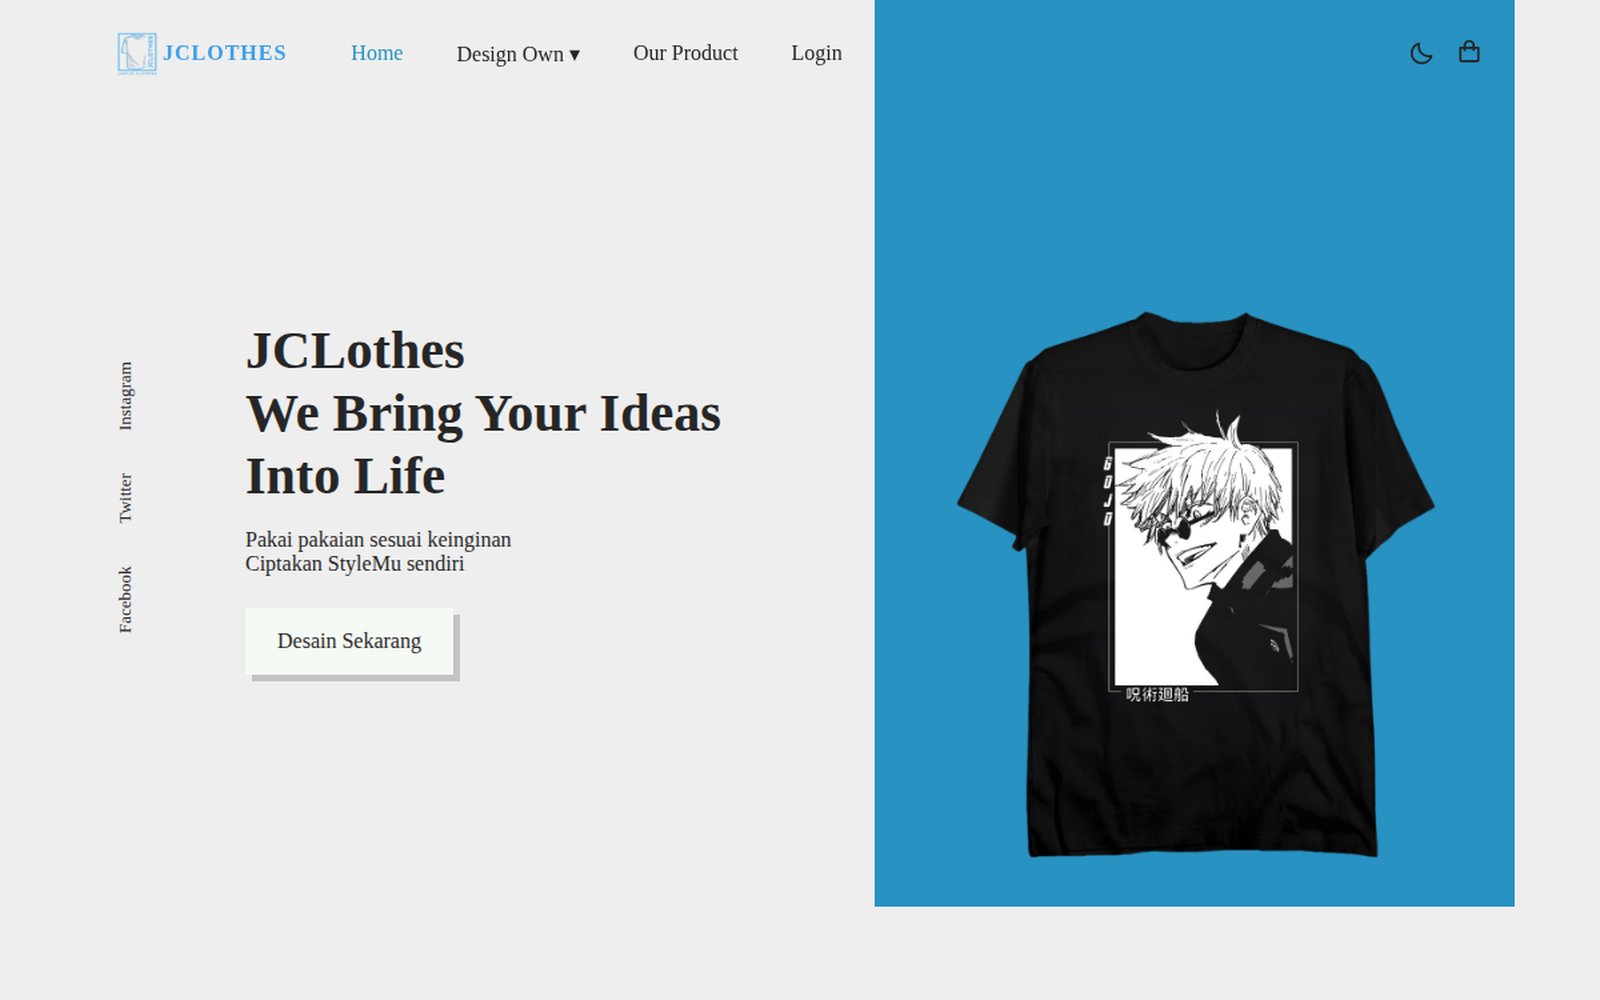 JCLOTHES
Home
Design Own ▾
Our Product
Login
Instagram
Twitter
Facebook
JCLothes
We Bring Your Ideas
Into Life
Pakai pakaian sesuai keinginan
Ciptakan StyleMu sendiri
Desain Sekarang
GOJO
呪術廻船